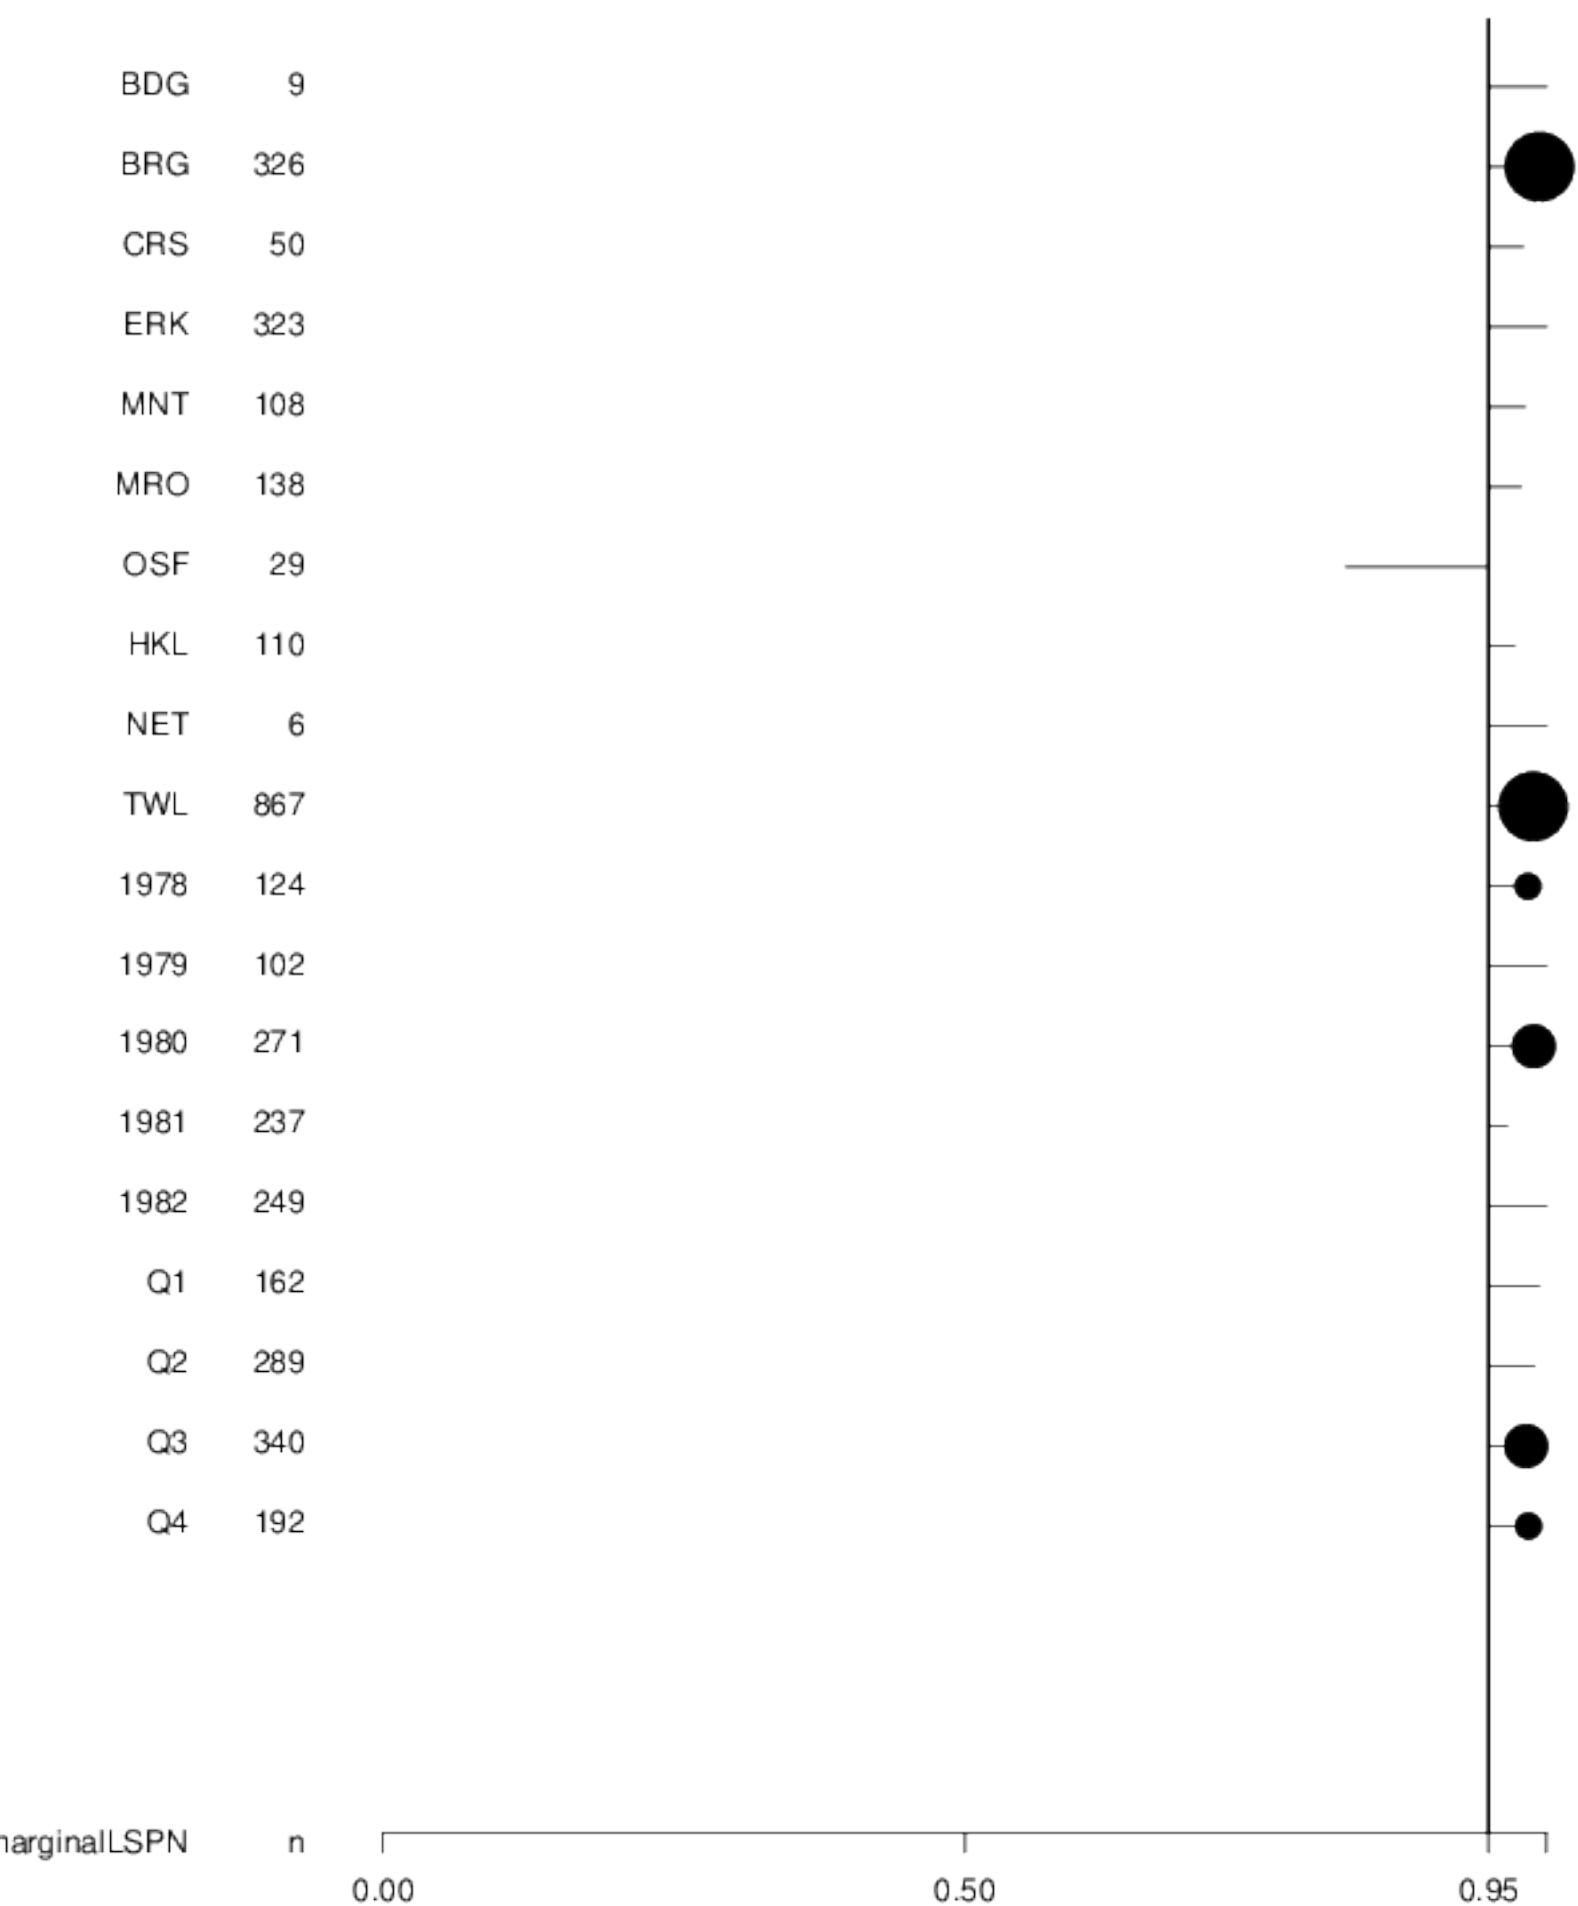 BDG 9
BRG 326
CRS 50
ERK 323
MNT 108
MRO 138
OSF 29
HKL 110
NET 6
TWL 867
1978 124
1979 102
1980 271
1981 237
1982 249
Q1 162
Q2 289
Q3 340
Q4 192
arginalLSPN n
0.00 0.50 0.95